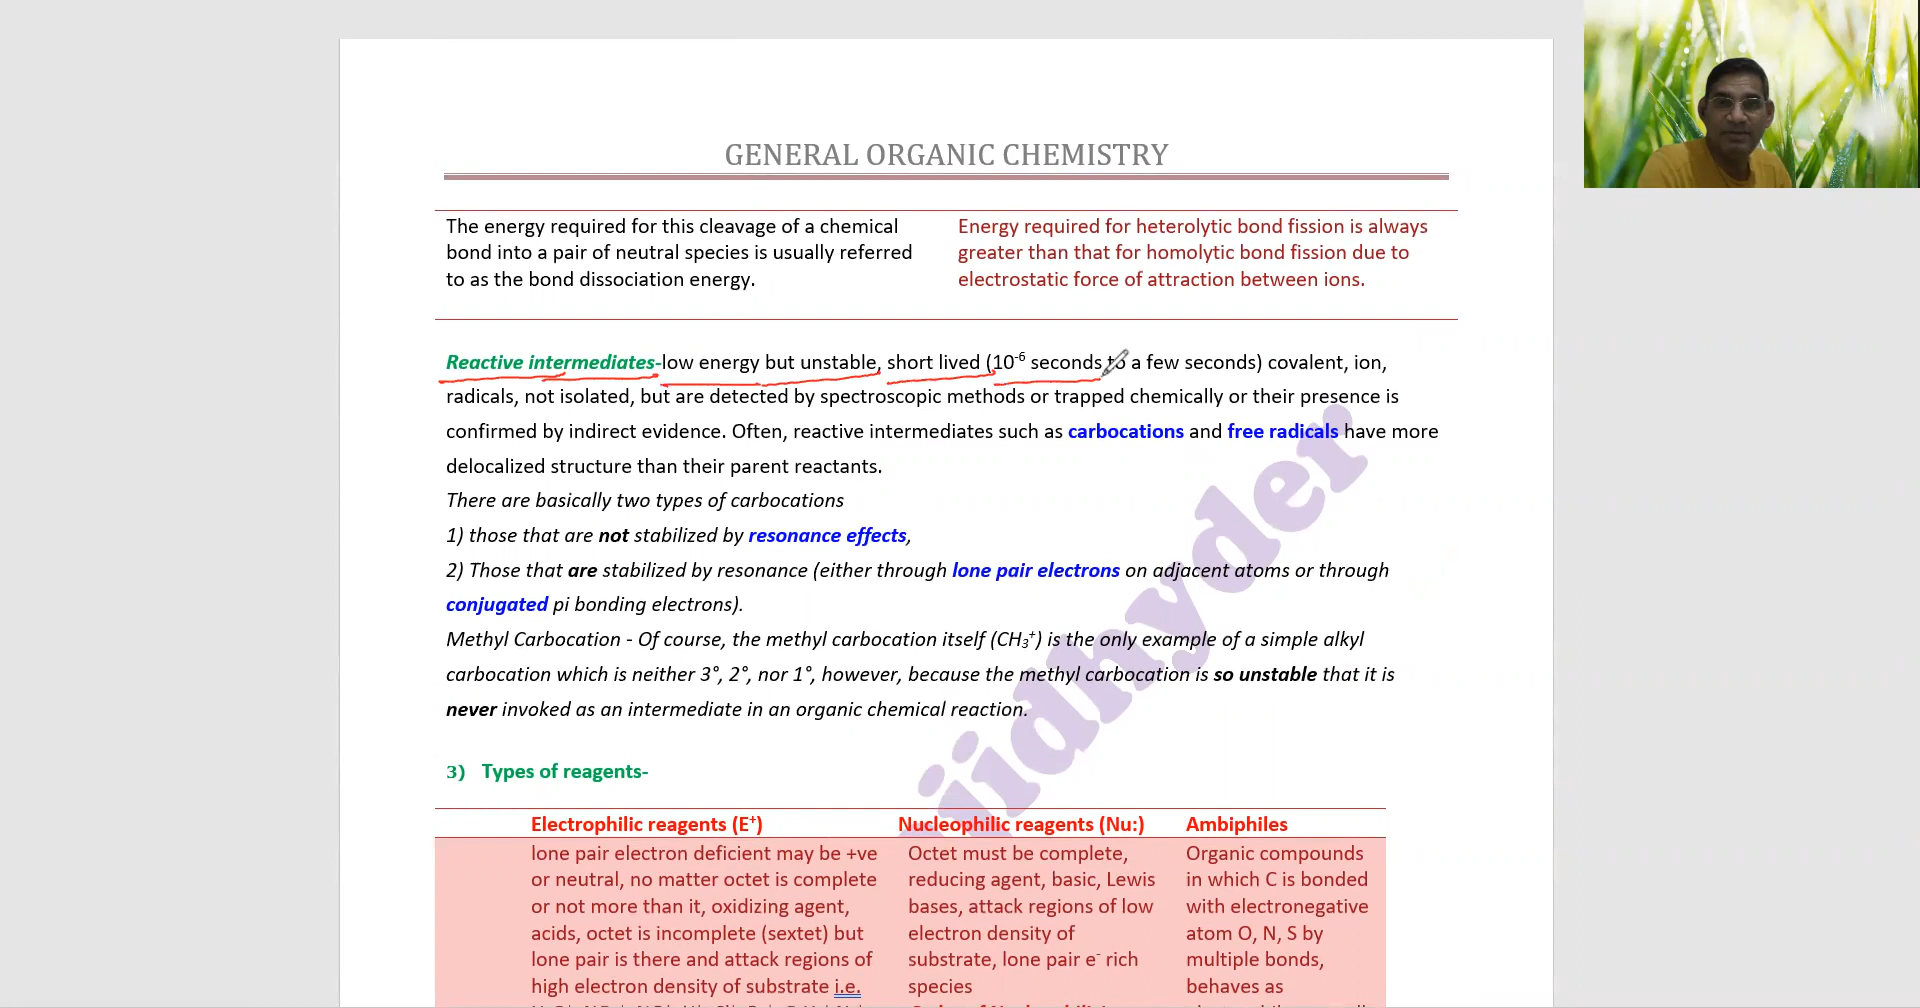 GENERAL ORGANIC CHEMISTRY
The energy required for this cleavage of a chemical
bond into a pair of neutral species is usually referred
to as the bond dissociation energy.
Energy required for heterolytic bond fission is always
greater than that for homolytic bond fission due to
electrostatic force of attraction between ions.
Reactive intermediates-low energy but unstable, short lived (10⁻⁶ seconds to a few seconds) covalent, ion,
radicals, not isolated, but are detected by spectroscopic methods or trapped chemically or their presence is
confirmed by indirect evidence. Often, reactive intermediates such as carbocations and free radicals have more
delocalized structure than their parent reactants.
There are basically two types of carbocations
1) those that are not stabilized by resonance effects,
2) Those that are stabilized by resonance (either through lone pair electrons on adjacent atoms or through
conjugated pi bonding electrons).
Methyl Carbocation - Of course, the methyl carbocation itself (CH₃⁺) is the only example of a simple alkyl
carbocation which is neither 3°, 2°, nor 1°, however, because the methyl carbocation is so unstable that it is
never invoked as an intermediate in an organic chemical reaction.
3) Types of reagents-
Electrophilic reagents (E⁺)
Nucleophilic reagents (Nu:)
Ambiphiles
lone pair electron deficient may be +ve
or neutral, no matter octet is complete
or not more than it, oxidizing agent,
acids, octet is incomplete (sextet) but
lone pair is there and attack regions of
high electron density of substrate i.e.
Octet must be complete,
reducing agent, basic, Lewis
bases, attack regions of low
electron density of
substrate, lone pair e⁻ rich
species
Organic compounds
in which C is bonded
with electronegative
atom O, N, S by
multiple bonds,
behaves as